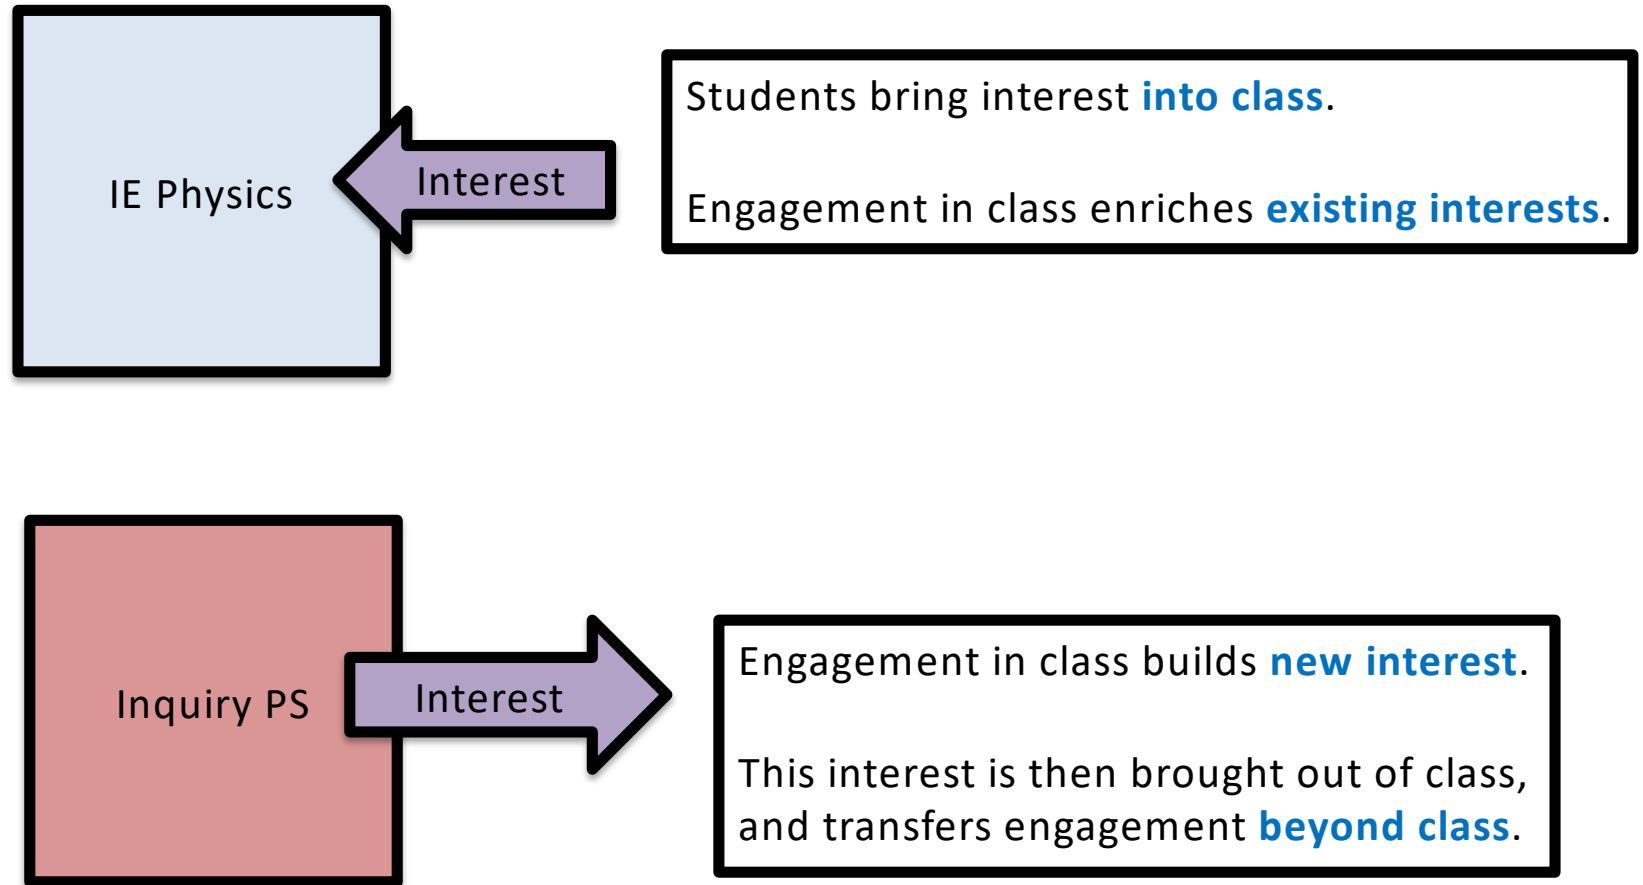 IE Physics
Interest
Students bring interest into class.
Engagement in class enriches existing interests.
Inquiry PS
Interest
Engagement in class builds new interest.
This interest is then brought out of class,
and transfers engagement beyond class.